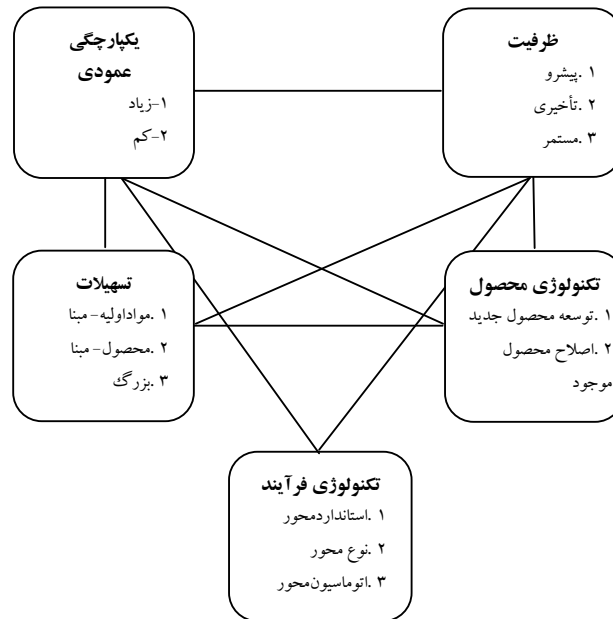 ظرفیت
۱ .پیشرو
۲ .تأخیری
۳ .مستمر
یکپارچگی
عمودی
۱-زیاد
۲-کم
تکنولوژی محصول
۱ .توسعه محصول جدید
۲ .اصلاح محصول
موجود
تسهیلات
۱ .مواداولیه- مبنا
۲ .محصول- مبنا
۳ .بزرگ
تکنولوژی فرآیند
۱ .استانداردمحور
۲ .نوع محور
۳ .اتوماسیون‌محور